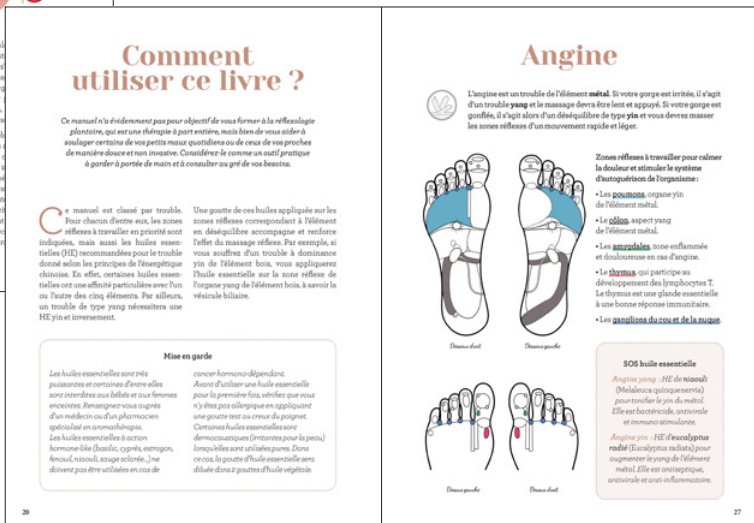 Comment
utiliser ce livre ?
Ce manuel n'a évidemment pas pour objectif de vous former à la réflexologie
plantaire, qui est une thérapie à part entière, mais bien de vous aider à
soulager certains de vos petits maux quotidiens ou de ceux de vos proches
de manière douce et non invasive. Considérez-le comme un outil pratique
à garder à portée de main et à consulter au gré de vos besoins.
Ce manuel est classé par trouble.
Pour chacun d'entre eux, les zones
réflexes à travailler en priorité sont
indiquées, mais aussi les huiles essen-
tielles (HE) recommandées pour le trouble
donné selon les principes de l'énergétique
chinoise. En effet, certaines huiles essen-
tielles ont une affinité particulière avec l'un
ou l'autre des cinq éléments. Par ailleurs,
un trouble de type yang nécessitera une
HE yin et inversement.
Une goutte de ces huiles appliquée sur les
zones réflexes correspondant à l'élément
en déséquilibre accompagne et renforce
l'effet du massage réflexe. Par exemple, si
vous souffrez d'un trouble à dominance
yin de l'élément bois, vous appliquerez
l'huile essentielle sur la zone réflexe de
l'organe yang de l'élément bois, à savoir la
vésicule biliaire.
Mise en garde
Les huiles essentielles sont très
puissantes et certaines d'entre elles
sont interdites aux bébés et aux femmes
enceintes. Renseignez-vous auprès
d'un médecin ou d'un pharmacien
spécialisé en aromathérapie.
Les huiles essentielles à action
hormone-like (basilic, cyprès, estragon,
fenouil, niaouli, sauge sclarée...) ne
doivent pas être utilisées en cas de
cancer hormono-dépendant.
Avant d'utiliser une huile essentielle
pour la première fois, vérifiez que vous
n'y êtes pas allergique en appliquant
une goutte test au creux du poignet.
Certaines huiles essentielles sont
dermocaustiques (irritantes pour la peau)
lorsqu'elles sont utilisées pures. Dans
ce cas, la goutte d'huile essentielle sera
diluée dans 2 gouttes d'huile végétale.
20
Angine
L'angine est un trouble de l'élément métal. Si votre gorge est irritée, il s'agit
d'un trouble yang et le massage devra être lent et appuyé. Si votre gorge est
gonflée, il s'agit alors d'un déséquilibre de type yin et vous devrez masser
les zones réflexes d'un mouvement rapide et léger.
Zones réflexes à travailler pour calmer
la douleur et stimuler le système
d'autoguérison de l'organisme :
• Les poumons, organe yin
de l'élément métal.
• Le côlon, aspect yang
de l'élément métal.
• Les amygdales, zone enflammée
et douloureuse en cas d'angine.
• Le thymus, qui participe au
développement des lymphocytes T.
Le thymus est une glande essentielle
à une bonne réponse immunitaire.
• Les ganglions du cou et de la nuque.
Dessous droit
Dessous gauche
Dessus gauche
Dessus droit
SOS huile essentielle
Angine yang : HE de niaouli
(Melaleuca quinquenervia)
pour tonifier le yin du métal.
Elle est bactéricide, antivirale
et immuno-stimulante.
Angine yin : HE d'eucalyptus
radié (Eucalyptus radiata) pour
augmenter le yang de l'élément
métal. Elle est antiseptique,
antivirale et anti-inflammatoire.
27